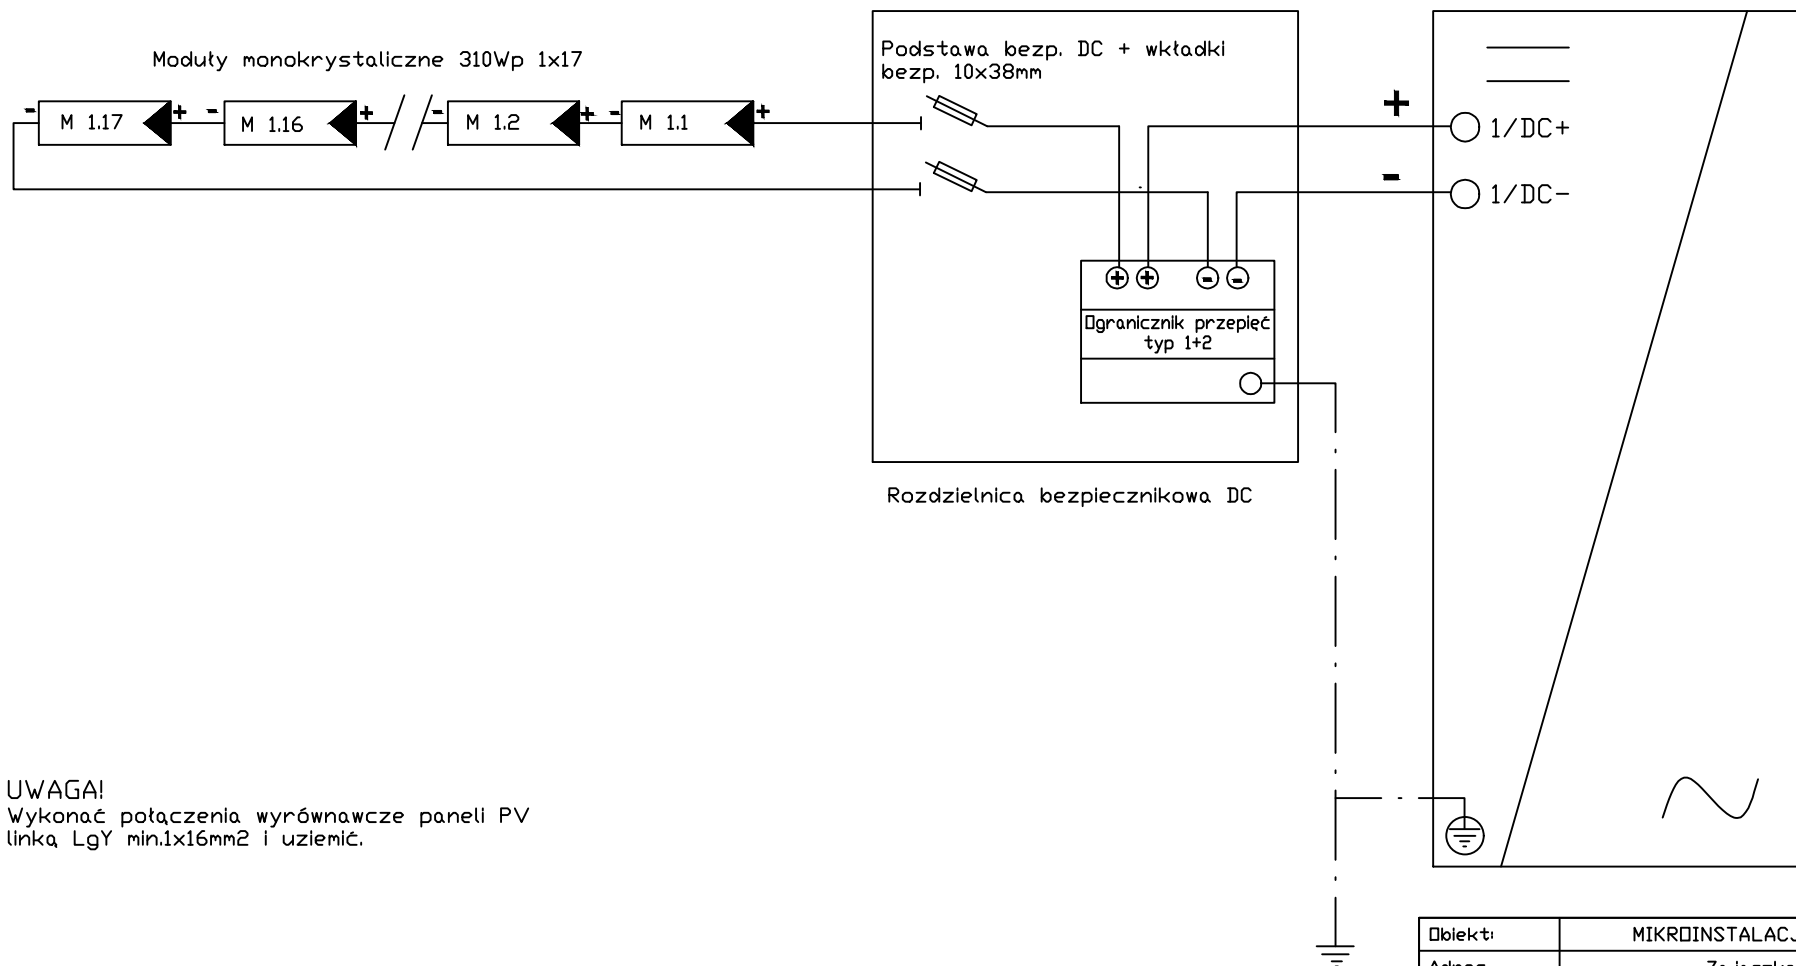 Moduły monokrystaliczne 310Wp 1x17
- M 1.17 + - M 1.16 + - M 1.2 + - M 1.1 +
Podstawa bezp. DC + wkładki
bezp. 10x38mm
+
1/DC+
-
1/DC-
+ + - -
Ogranicznik przepięć
typ 1+2
Rozdzielnica bezpiecznikowa DC
UWAGA!
Wykonać połączenia wyrównawcze paneli PV
linką LgY min.1x16mm2 i uziemić.
Obiekt: MIKROINSTALACJ